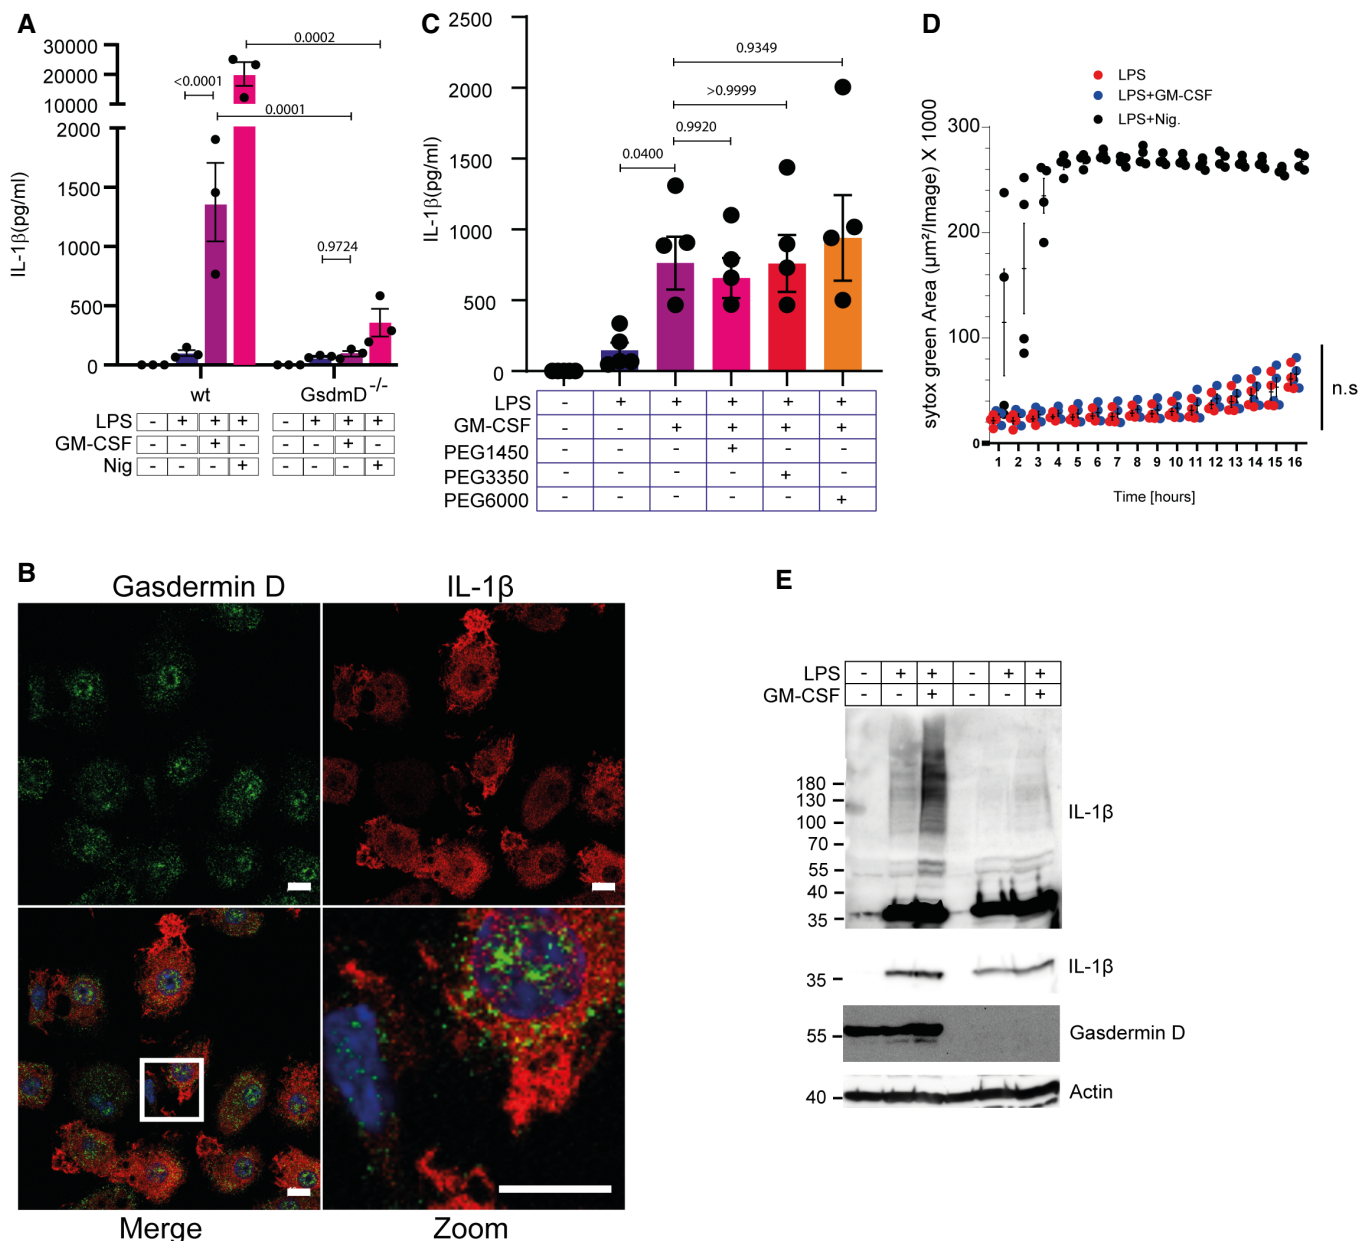 A
30000
20000
10000
2000
1500
1000
500
0
IL-1β(pg/ml)
0.0002
<0.0001
0.0001
0.9724
wt
GsdmD-/-
LPS - + + + - + + +
GM-CSF - - + - - - + -
Nig - - - + - - - +
C
2500
2000
1500
1000
500
0
IL-1β(pg/ml)
0.9349
>0.9999
0.9920
0.0400
LPS - + + + + +
GM-CSF - - + + + +
PEG1450 - - - + - -
PEG3350 - - - - + -
PEG6000 - - - - - +
D
LPS
LPS+GM-CSF
LPS+Nig.
300
200
100
0
sytox green Area (µm²/Image) X 1000
n.s
1 2 3 4 5 6 7 8 9 10 11 12 13 14 15 16
Time [hours]
B
Gasdermin D
IL-1β
Merge
Zoom
E
LPS - + + - + +
GM-CSF - - + - - +
180
130
100
70
55
40
35
IL-1β
35
IL-1β
55
Gasdermin D
40
Actin